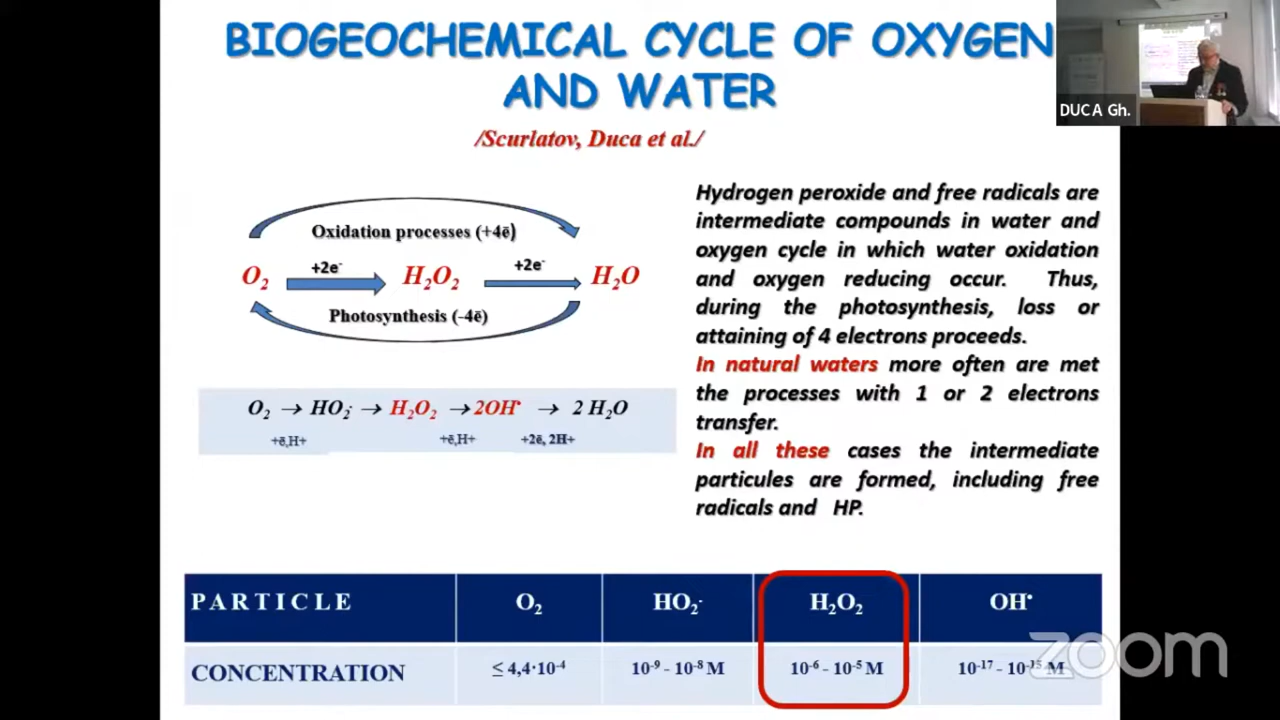 BIOGEOCHEMICAL CYCLE OF OXYGEN
AND WATER
/Scurlatov, Duca et al./
DUCA Gh.
Oxidation processes (+4ē)
O₂ +2e⁻ H₂O₂ +2e⁻ H₂O
Photosynthesis (-4ē)
O₂ → HO₂· → H₂O₂ → 2OH• → 2 H₂O
+ē,H+ +ē,H+ +2ē, 2H+
Hydrogen peroxide and free radicals are
intermediate compounds in water and
oxygen cycle in which water oxidation
and oxygen reducing occur. Thus,
during the photosynthesis, loss or
attaining of 4 electrons proceeds.
In natural waters more often are met
the processes with 1 or 2 electrons
transfer.
In all these cases the intermediate
particules are formed, including free
radicals and HP.
PARTICLE O₂ HO₂⁻ H₂O₂ OH•
CONCENTRATION ≤ 4,4·10⁻⁴ 10⁻⁹ - 10⁻⁸ M 10⁻⁶ - 10⁻⁵ M 10⁻¹⁷ - 10⁻¹⁵ M
zoom